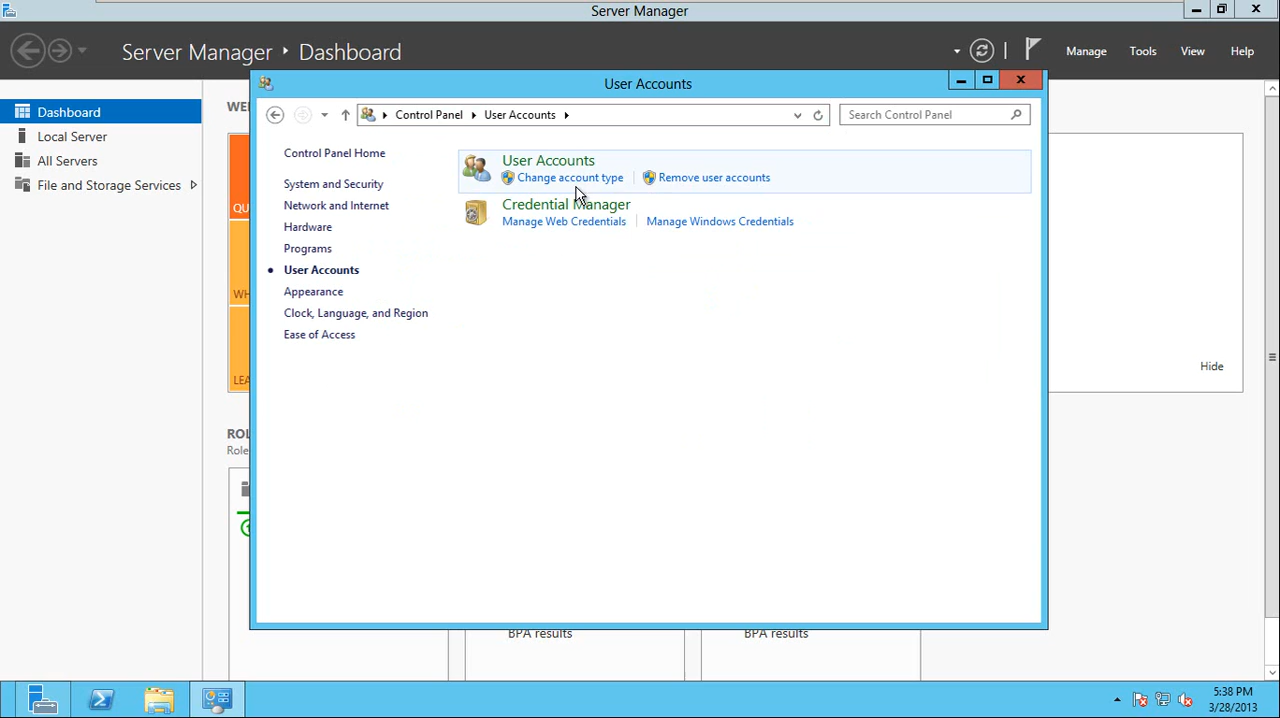 Server Manager
Server Manager ‣ Dashboard
Manage Tools View Help
User Accounts
Control Panel ▸ User Accounts ▸
Search Control Panel
Dashboard
Local Server
All Servers
File and Storage Services
Control Panel Home
System and Security
Network and Internet
Hardware
Programs
User Accounts
Appearance
Clock, Language, and Region
Ease of Access
User Accounts
Change account type
Remove user accounts
Credential Manager
Manage Web Credentials
Manage Windows Credentials
Hide
BPA results
BPA results
5:38 PM
3/28/2013